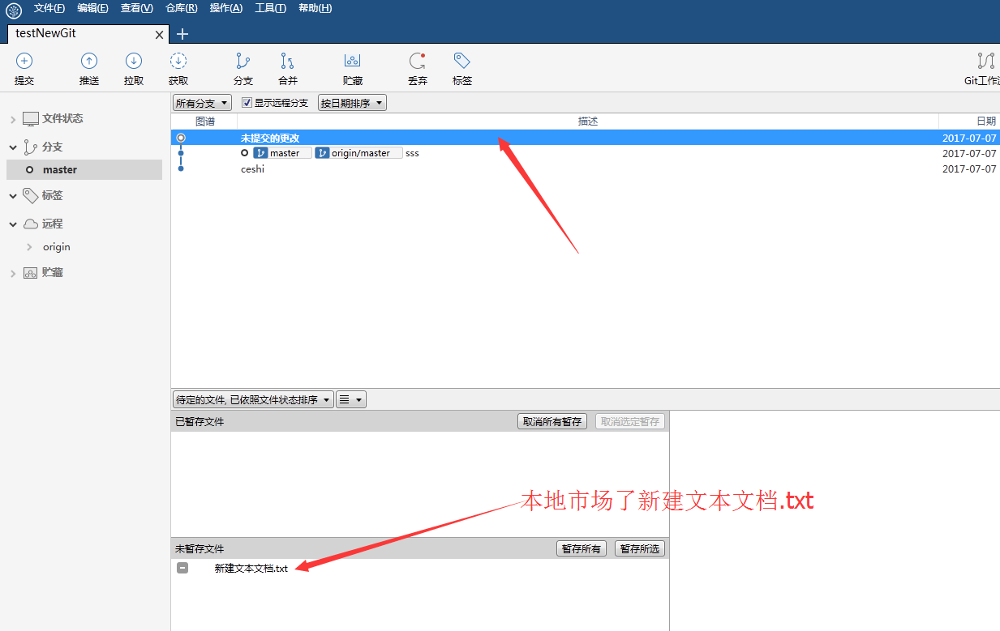 文件(F) 编辑(E) 查看(V) 仓库(R) 操作(A) 工具(T) 帮助(H)
testNewGit
提交 推送 拉取 获取 分支 合并 贮藏 丢弃 标签 Git工作
所有分支 显示远程分支 按日期排序
文件状态
分支
master
标签
远程
origin
贮藏
图谱 描述 日期
未提交的更改 2017-07-07
master origin/master sss 2017-07-07
ceshi 2017-07-07
待定的文件, 已依照文件状态排序
已暂存文件 取消所有暂存 取消选定暂存
本地市场了新建文本文档.txt
未暂存文件 暂存所有 暂存所选
新建文本文档.txt